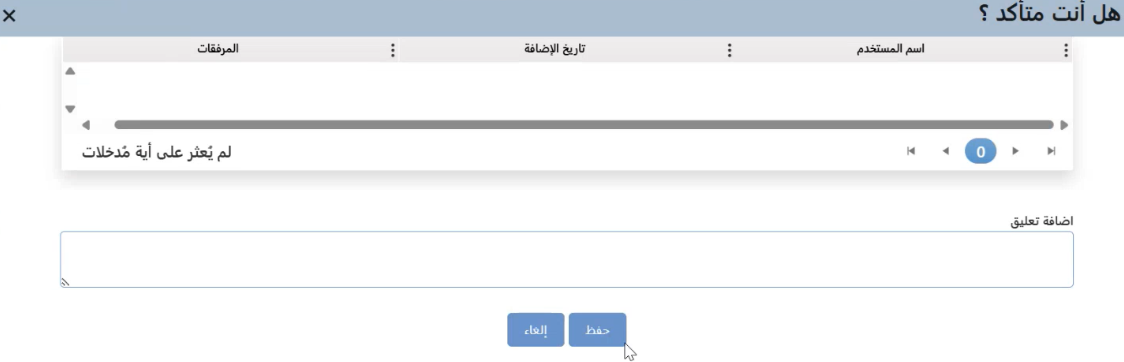 هل أنت متأكد ؟
اسم المستخدم تاريخ الإضافة المرفقات
0
لم يُعثر على أية مُدخلات
اضافة تعليق
حفظ إلغاء